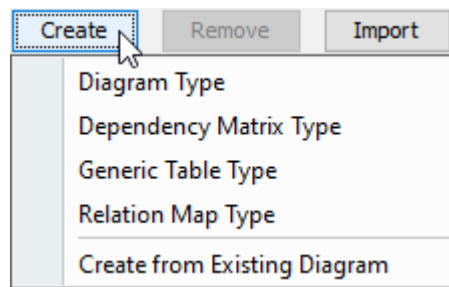 Create Remove Import
Diagram Type
Dependency Matrix Type
Generic Table Type
Relation Map Type
Create from Existing Diagram